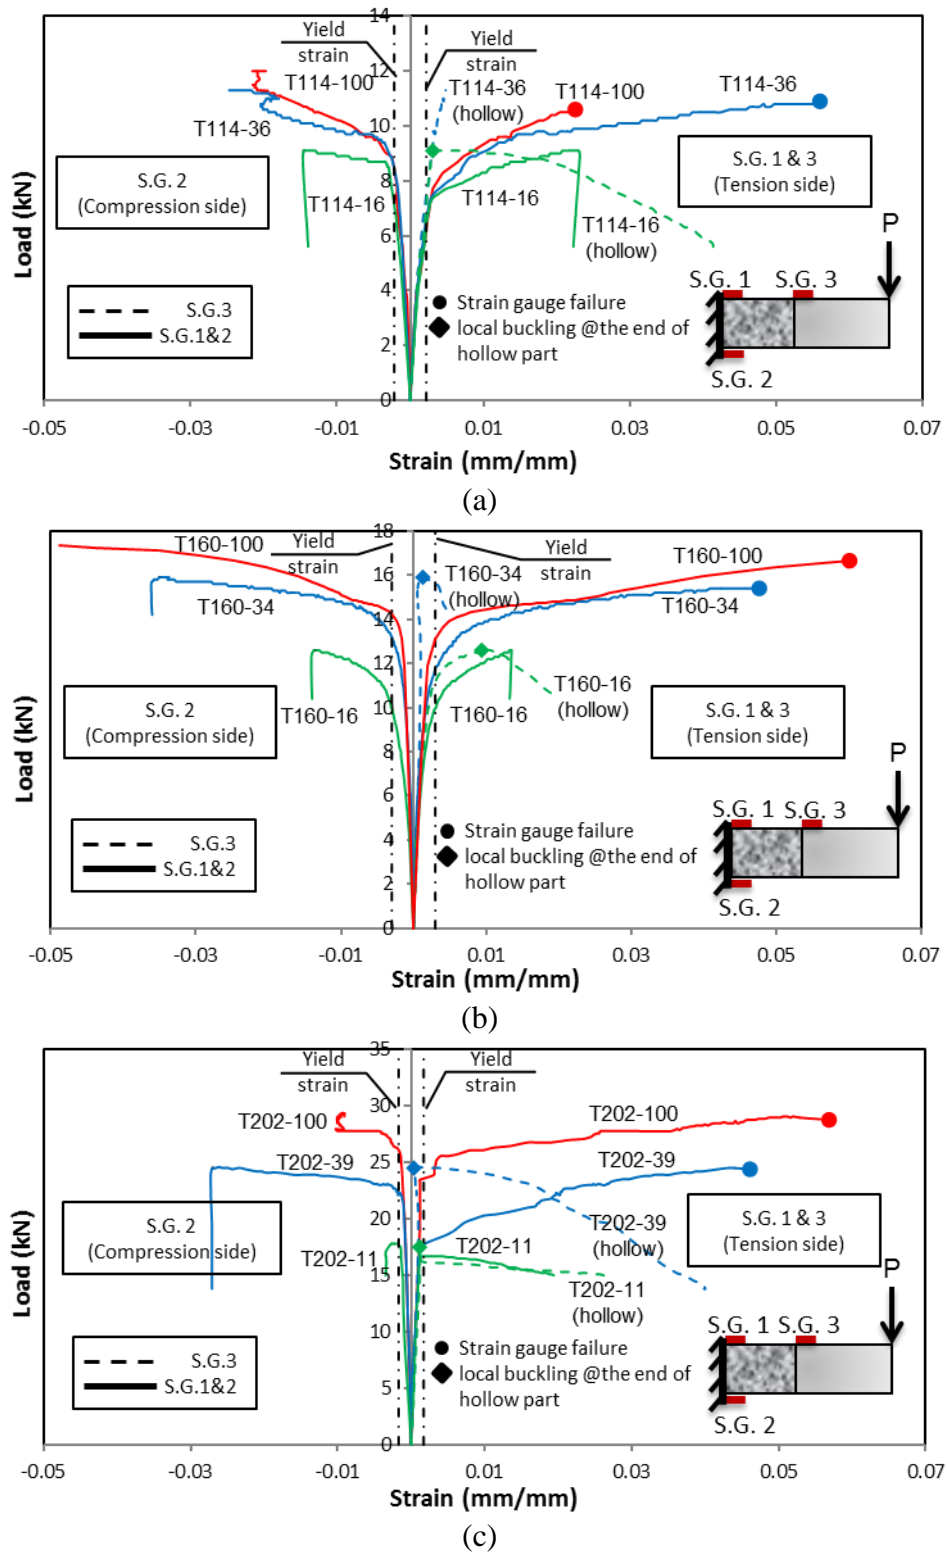 14
Yield
strain
Yield
strain
12
T114-100
T114-36
(hollow)
T114-100
T114-36
10
T114-36
8
S.G. 2
(Compression side)
S.G. 1 & 3
(Tension side)
T114-16
T114-16
T114-16
(hollow)
6
P
4
S.G. 1
S.G. 3
S.G.3
S.G.1&2
Strain gauge failure
local buckling @the end of
hollow part
2
S.G. 2
0
Load (kN)
-0.05
-0.03
-0.01
0.01
0.03
0.05
0.07
Strain (mm/mm)
(a)
18
T160-100
Yield
strain
Yield
strain
T160-100
16
T160-34
(hollow)
T160-34
T160-34
14
12
T160-16
(hollow)
S.G. 2
(Compression side)
T160-16
T160-16
S.G. 1 & 3
(Tension side)
10
8
P
6
S.G. 1
S.G. 3
4
S.G.3
S.G.1&2
Strain gauge failure
local buckling @the end of
hollow part
2
S.G. 2
0
Load (kN)
-0.05
-0.03
-0.01
0.01
0.03
0.05
0.07
Strain (mm/mm)
(b)
35
Yield
strain
Yield
strain
30
T202-100
T202-100
25
T202-39
T202-39
20
S.G. 2
(Compression side)
T202-39
(hollow)
S.G. 1 & 3
(Tension side)
T202-11
T202-11
15
T202-11
(hollow)
P
10
S.G. 1
S.G. 3
S.G.3
S.G.1&2
Strain gauge failure
local buckling @the end of
hollow part
5
S.G. 2
0
Load (kN)
-0.05
-0.03
-0.01
0.01
0.03
0.05
0.07
Strain (mm/mm)
(c)